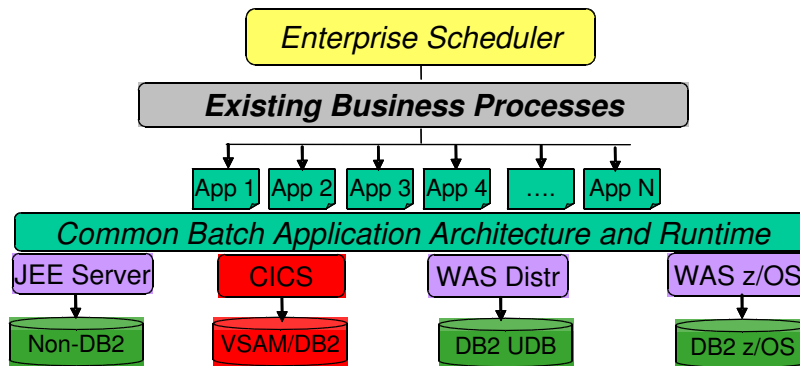 Enterprise Scheduler
Existing Business Processes
App 1 App 2 App 3 App 4 .... App N
Common Batch Application Architecture and Runtime
JEE Server CICS WAS Distr WAS z/OS
Non-DB2 VSAM/DB2 DB2 UDB DB2 z/OS